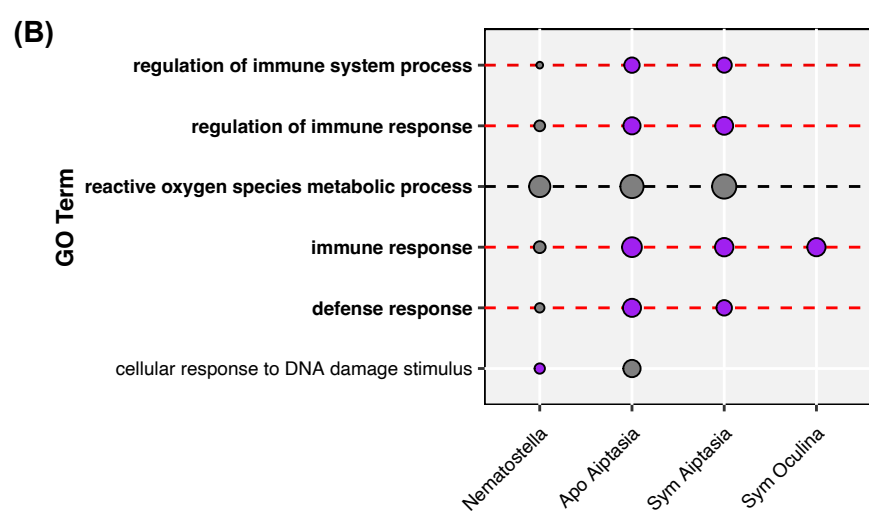 (B)
GO Term
regulation of immune system process
regulation of immune response
reactive oxygen species metabolic process
immune response
defense response
cellular response to DNA damage stimulus
Nematostella
Apo Aiptasia
Sym Aiptasia
Sym Oculina